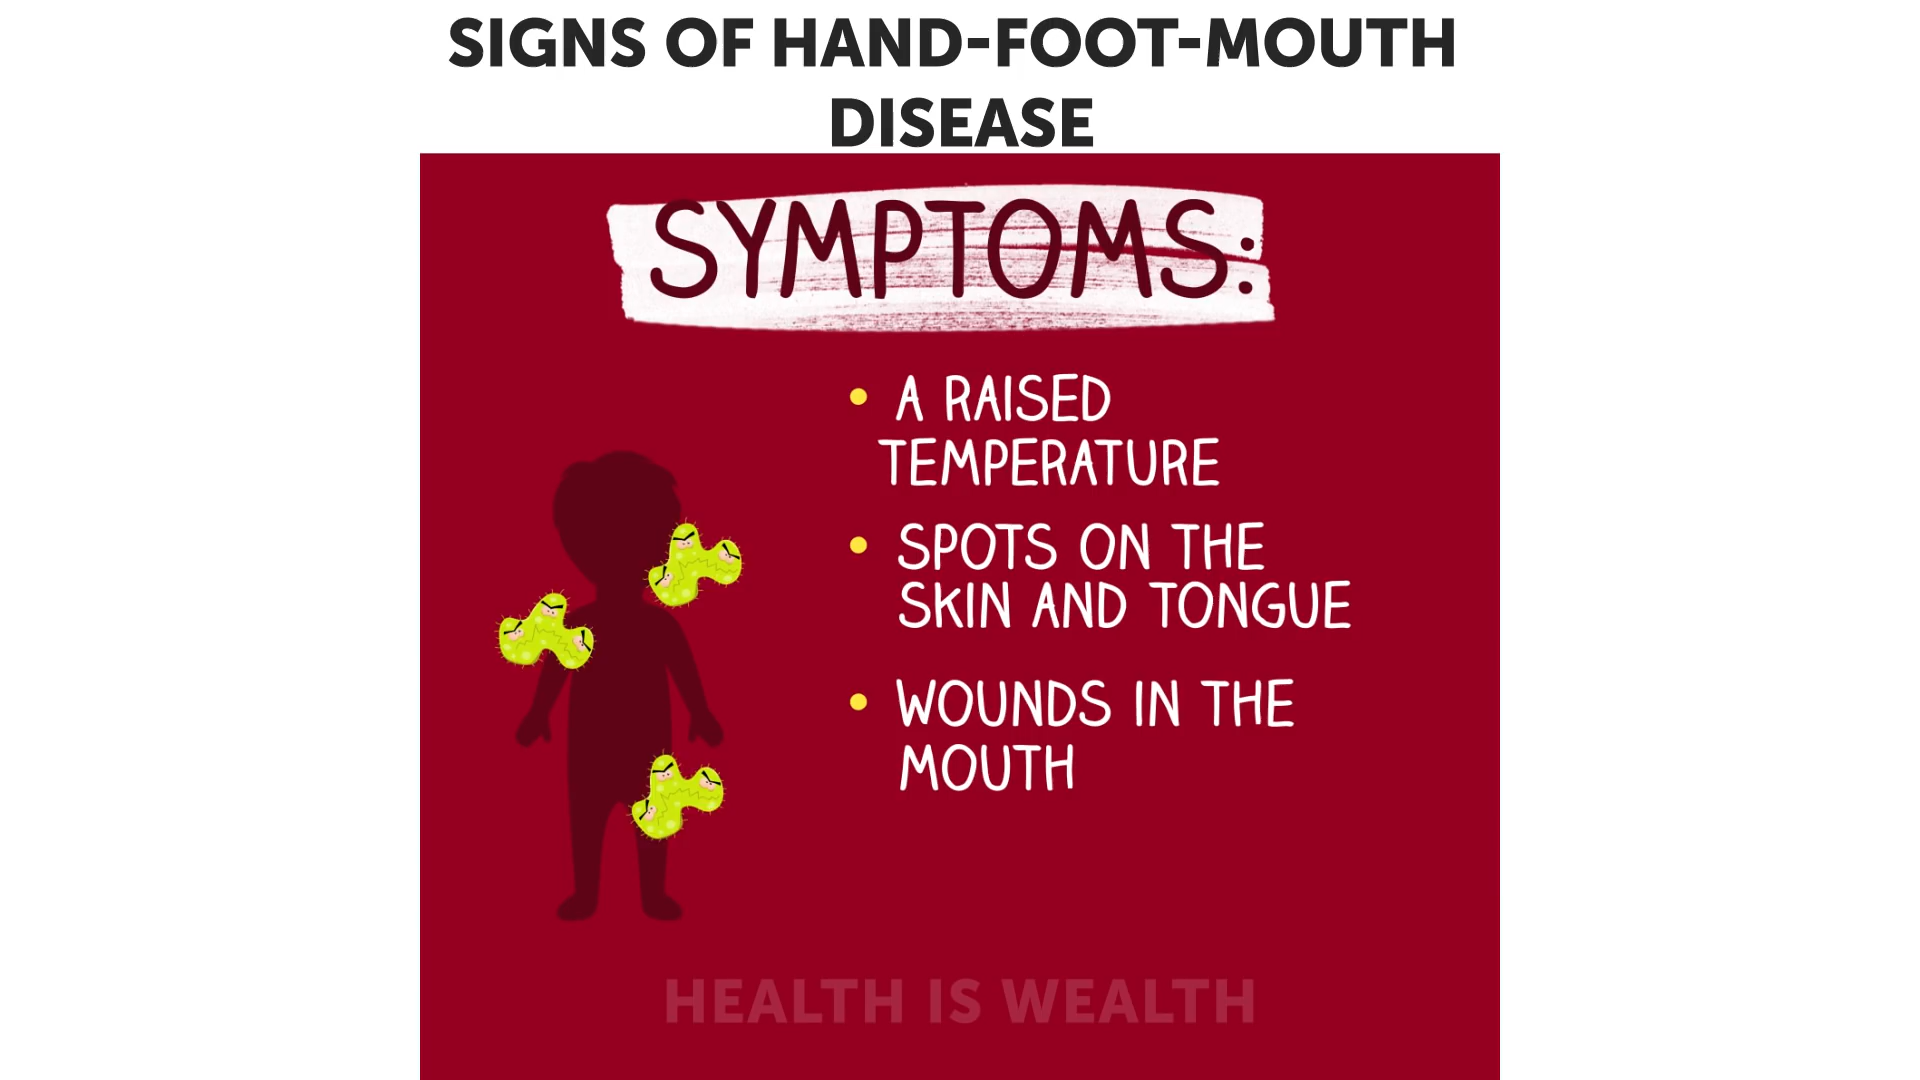 SIGNS OF HAND-FOOT-MOUTH
DISEASE
SYMPTOMS:
• A RAISED
TEMPERATURE
• SPOTS ON THE
SKIN AND TONGUE
• WOUNDS IN THE
MOUTH
HEALTH IS WEALTH